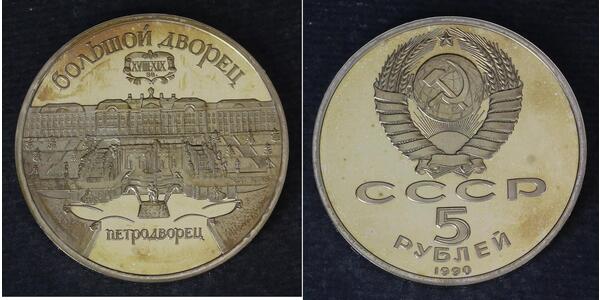 БОЛЬШОЙ ДВОРЕЦ
XVIII-XIX
ВВ
ПЕТРОДВОРЕЦ
СССР
5
РУБЛЕЙ
1990